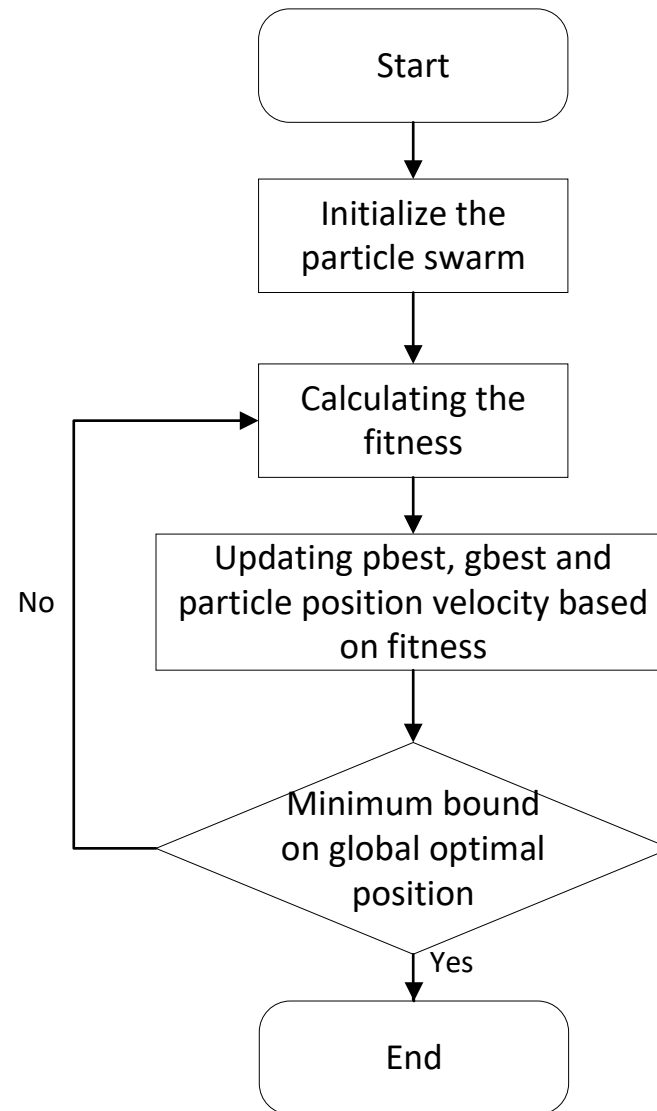 Start
Initialize the
particle swarm
Calculating the
fitness
Updating pbest, gbest and
particle position velocity based
on fitness
No
Minimum bound
on global optimal
position
Yes
End